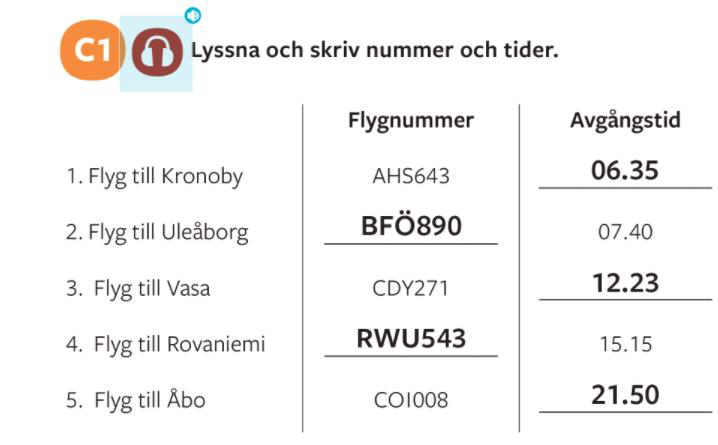 C1 Lyssna och skriv nummer och tider.
Flygnummer Avgångstid
1. Flyg till Kronoby AHS643 06.35
2. Flyg till Uleåborg BFÖ890 07.40
3. Flyg till Vasa CDY271 12.23
4. Flyg till Rovaniemi RWU543 15.15
5. Flyg till Åbo COI008 21.50